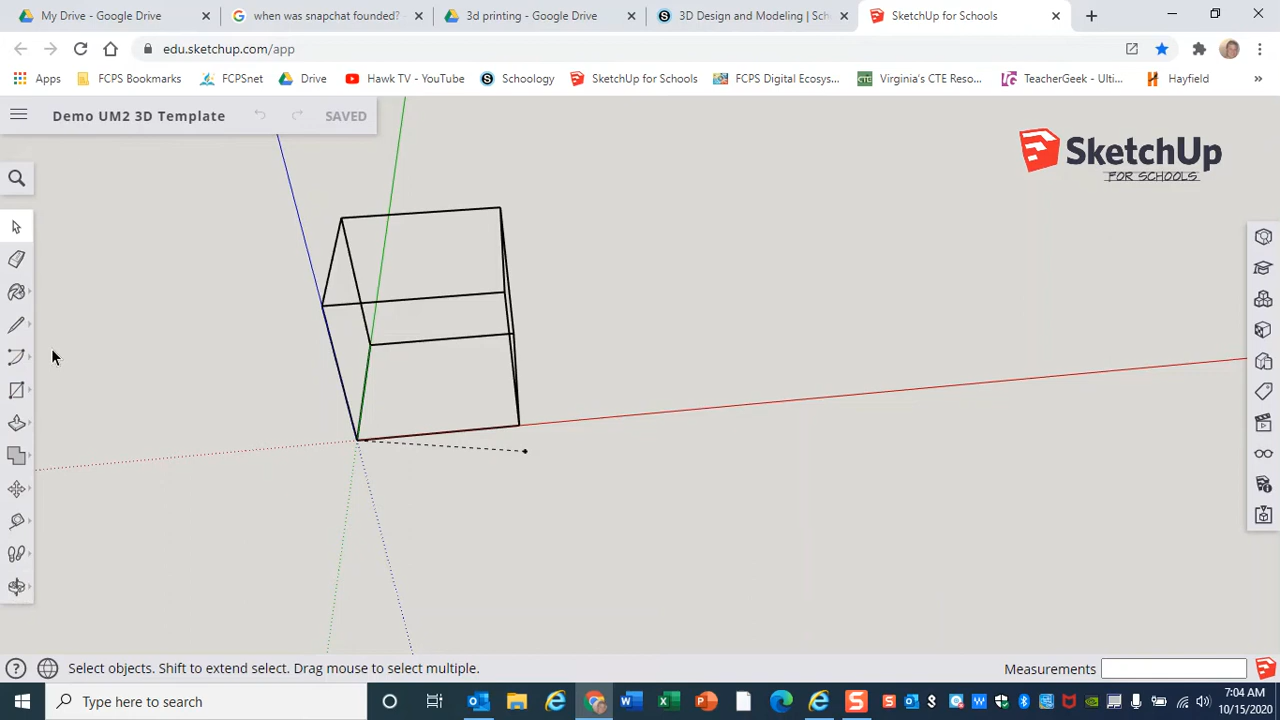 My Drive - Google Drive
when was snapchat founded?
3d printing - Google Drive
3D Design and Modeling | Sch
SketchUp for Schools
edu.sketchup.com/app
Apps
FCPS Bookmarks
FCPSnet
Drive
Hawk TV - YouTube
Schoology
SketchUp for Schools
FCPS Digital Ecosys...
Virginia's CTE Reso...
TeacherGeek - Ulti...
Hayfield
»
Demo UM2 3D Template
SAVED
SketchUp
FOR SCHOOLS
Select objects. Shift to extend select. Drag mouse to select multiple.
Measurements
Type here to search
7:04 AM
10/15/2020